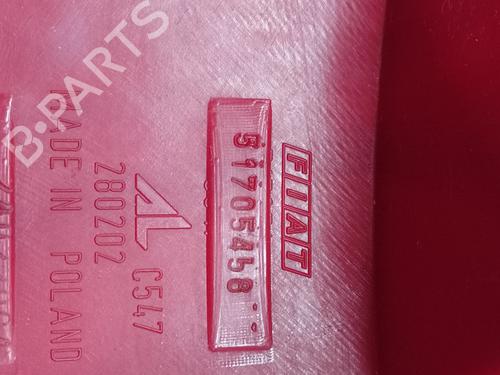 FIAT
51705458--
AL C547
280202
MADE IN POLAND
B-PARTS